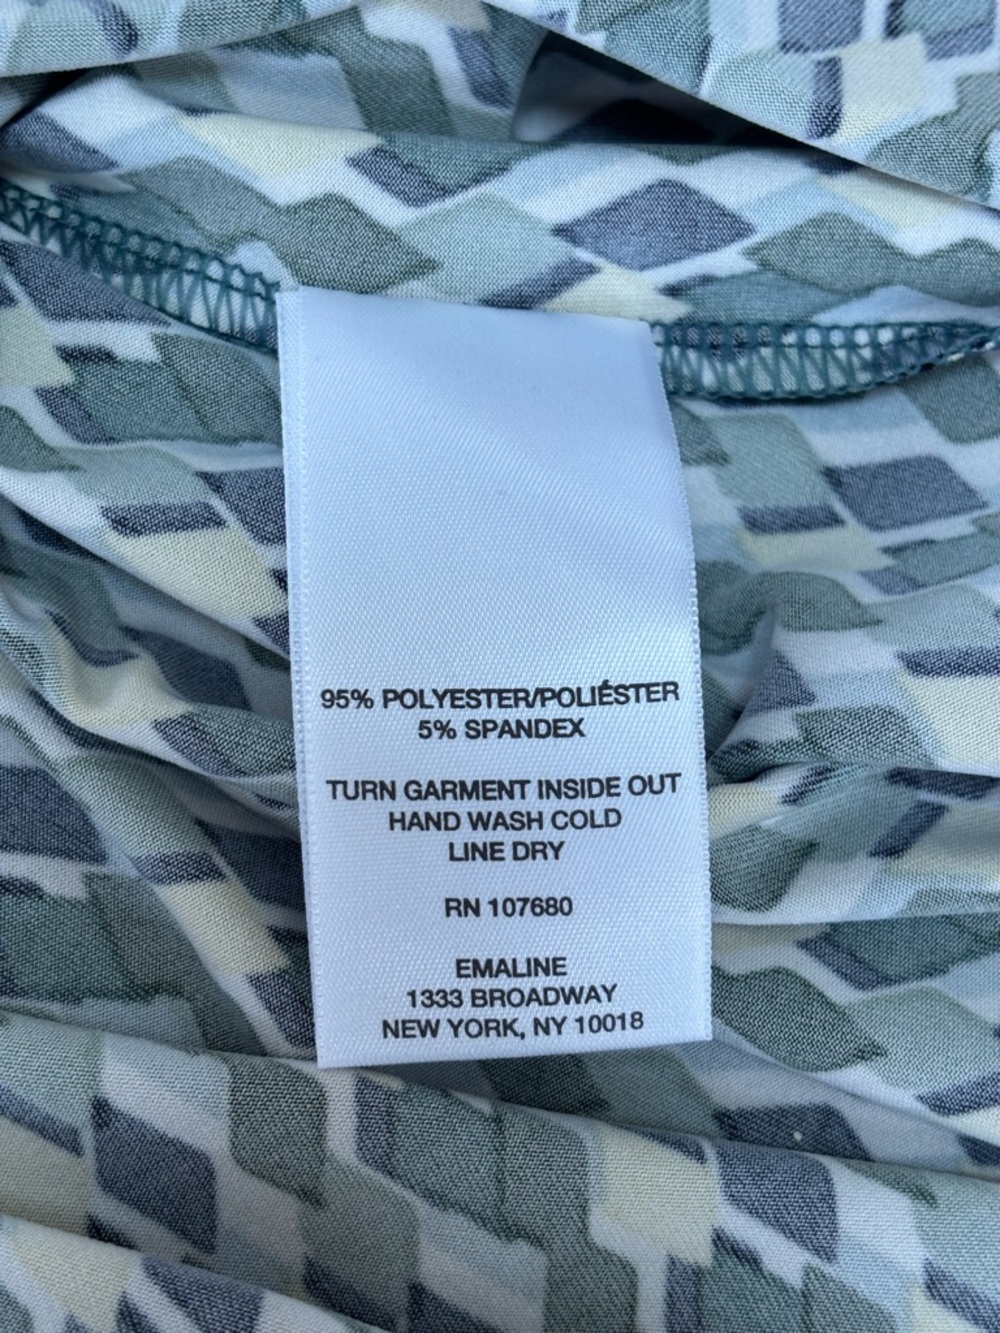 95% POLYESTER/POLIÉSTER
5% SPANDEX
TURN GARMENT INSIDE OUT
HAND WASH COLD
LINE DRY
RN 107680
EMALINE
1333 BROADWAY
NEW YORK, NY 10018